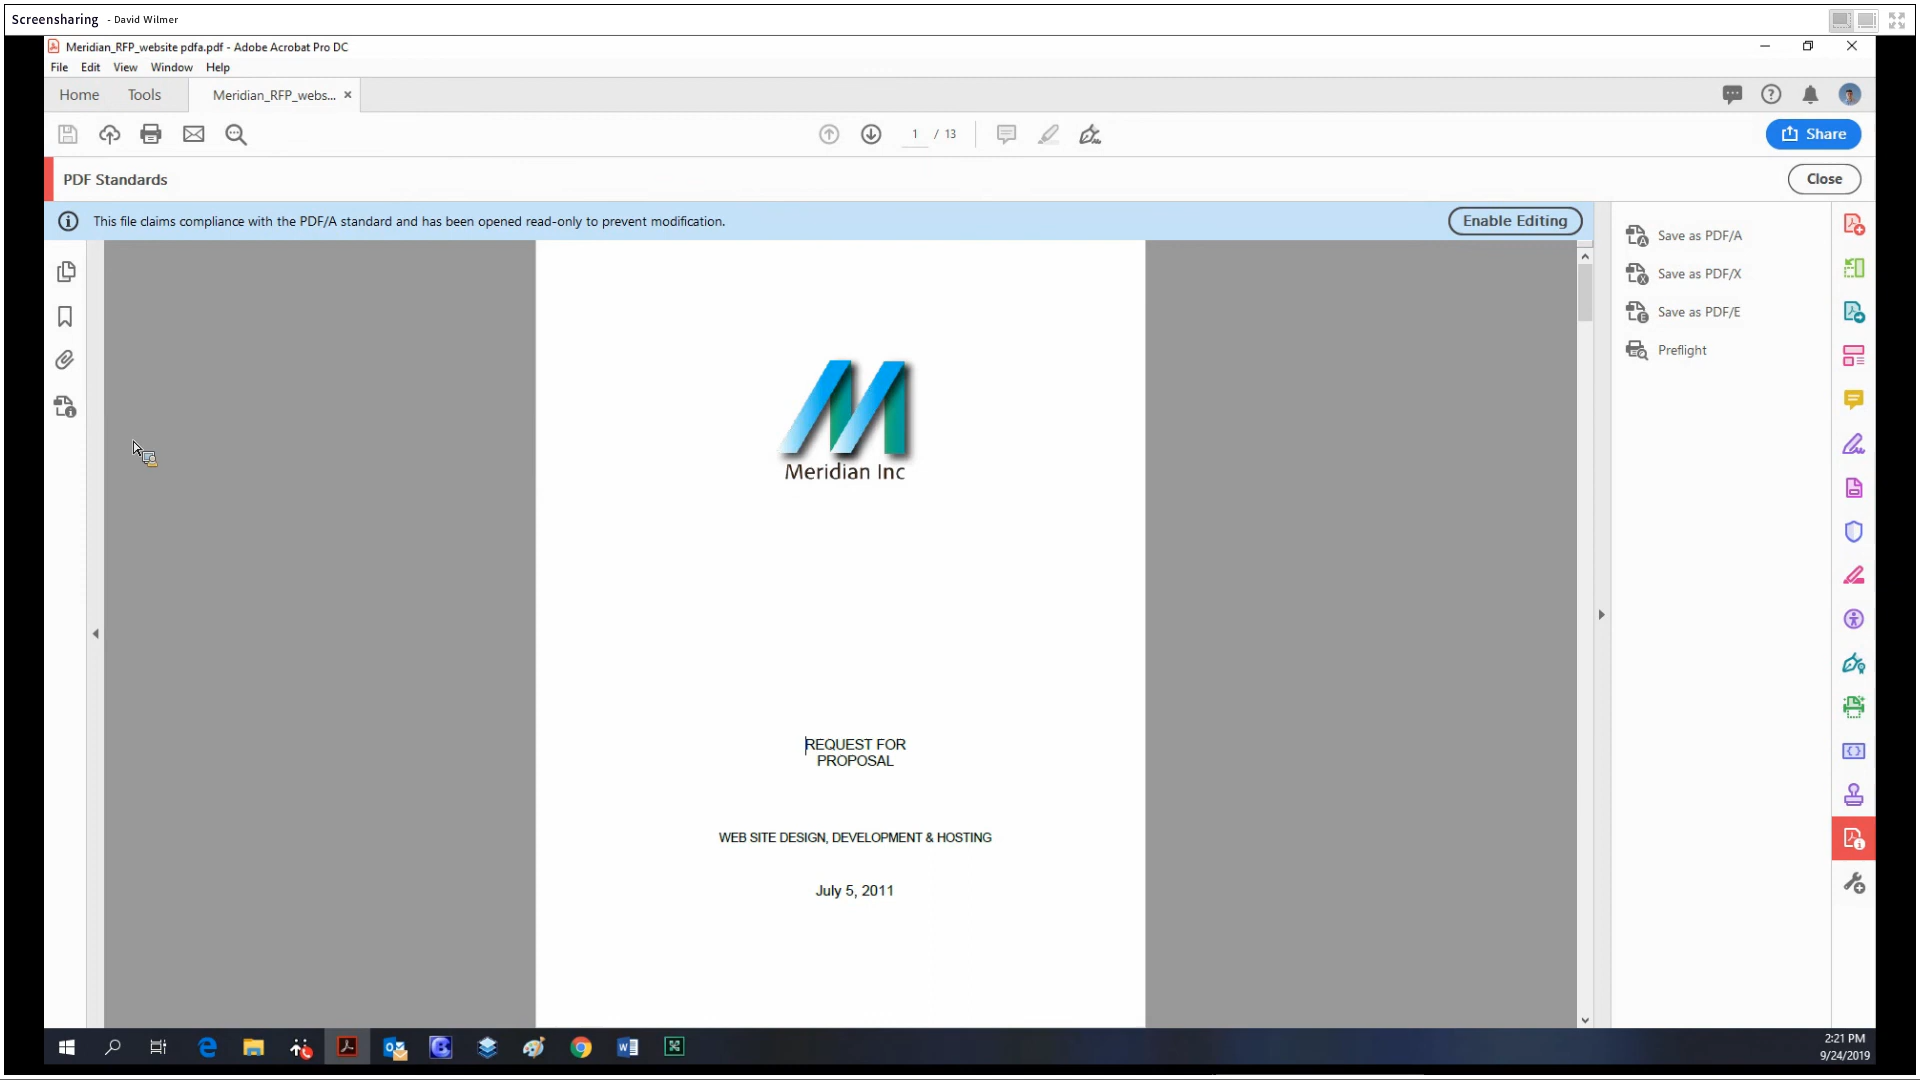 Screensharing - David Wilmer
Meridian_RFP_website pdfa.pdf - Adobe Acrobat Pro DC
File Edit View Window Help
Home Tools Meridian_RFP_webs... ×
1 / 13
Share
PDF Standards
Close
This file claims compliance with the PDF/A standard and has been opened read-only to prevent modification.
Enable Editing
Save as PDF/A
Save as PDF/X
Save as PDF/E
Preflight
Meridian Inc
REQUEST FOR
PROPOSAL
WEB SITE DESIGN, DEVELOPMENT & HOSTING
July 5, 2011
2:21 PM
9/24/2019